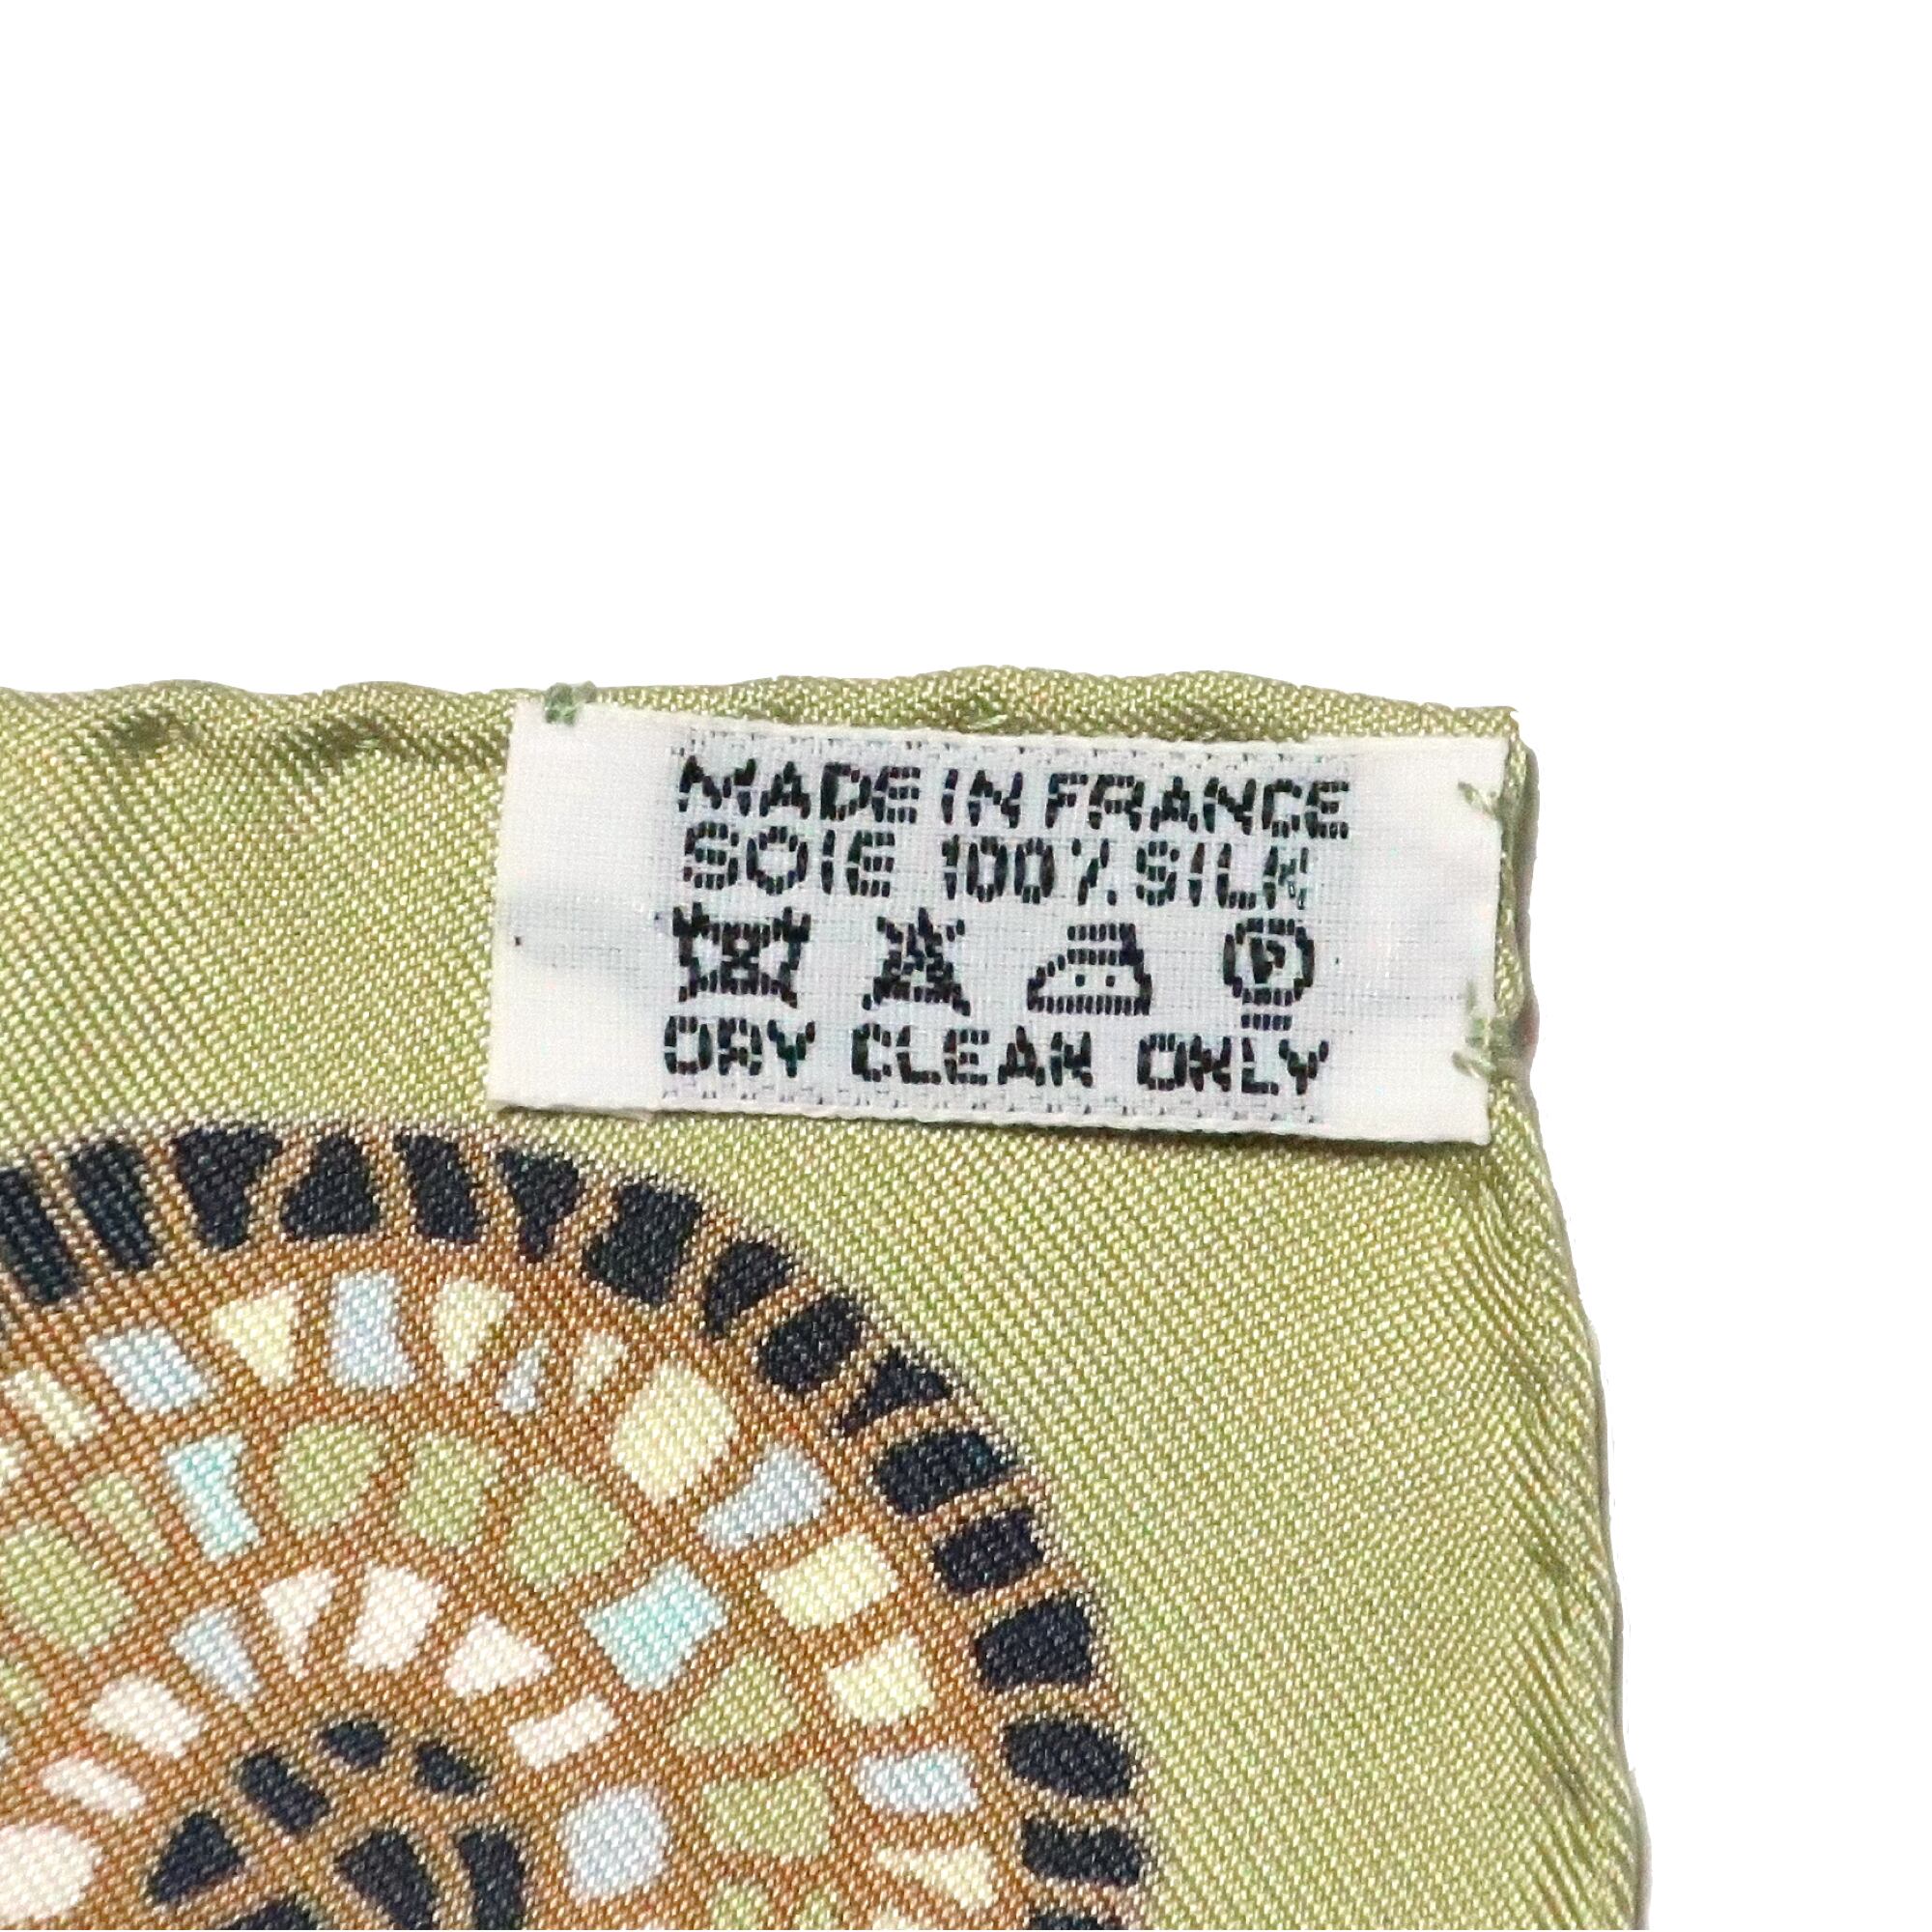 MADE IN FRANCE
SOIE 100% SILK
P
DRY CLEAN ONLY